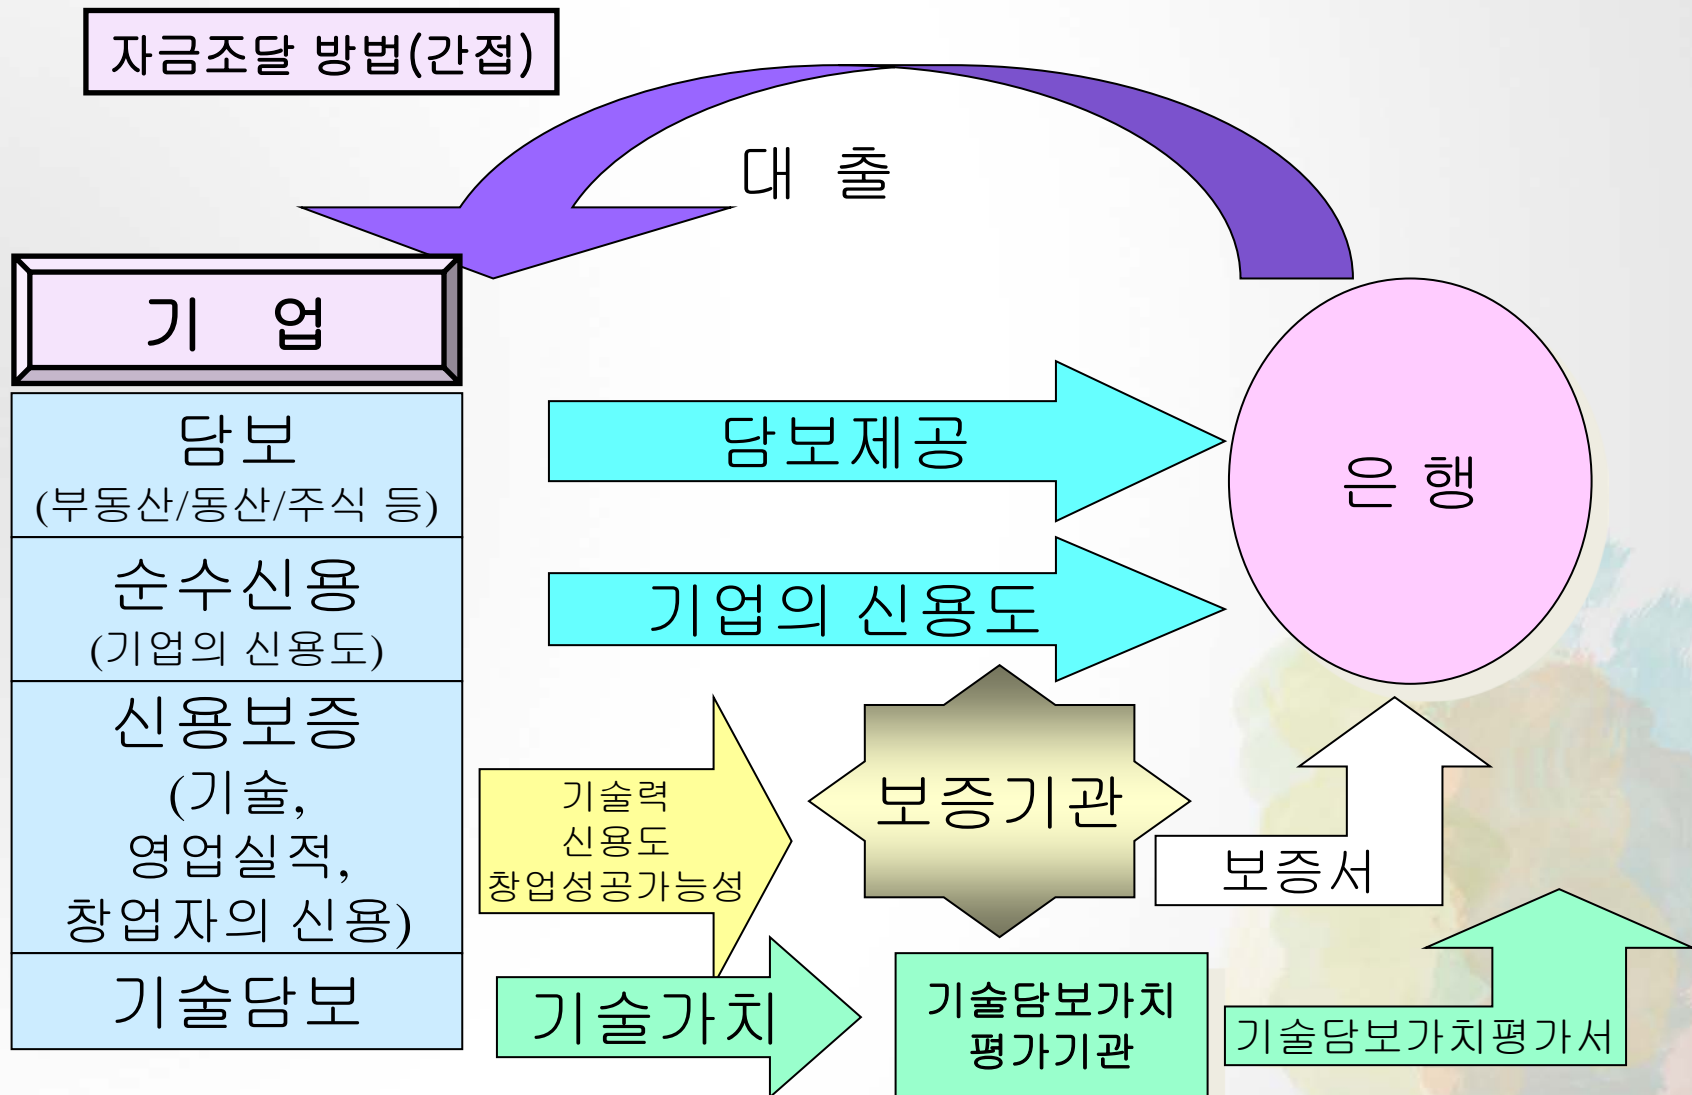 자금조달 방법(간접)
대 출
기 업
담보
(부동산/동산/주식 등)
순수신용
(기업의 신용도)
신용보증
(기술,
영업실적,
창업자의 신용)
기술담보
담보제공
기업의 신용도
은 행
기술력
신용도
창업성공가능성
보증기관
보증서
기술가치
기술담보가치
평가기관
기술담보가치평가서